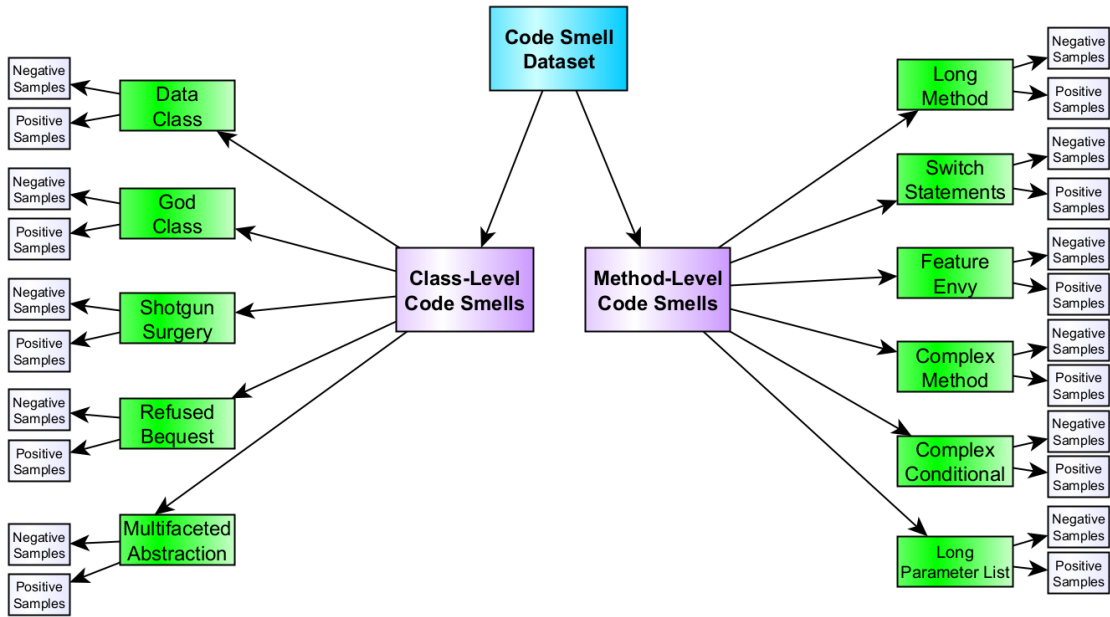 Code Smell
Dataset
Class-Level
Code Smells
Method-Level
Code Smells
Data
Class
Negative
Samples
Positive
Samples
God
Class
Negative
Samples
Positive
Samples
Shotgun
Surgery
Negative
Samples
Positive
Samples
Refused
Bequest
Negative
Samples
Positive
Samples
Multifaceted
Abstraction
Negative
Samples
Positive
Samples
Long
Method
Negative
Samples
Positive
Samples
Switch
Statements
Negative
Samples
Positive
Samples
Feature
Envy
Negative
Samples
Positive
Samples
Complex
Method
Negative
Samples
Positive
Samples
Complex
Conditional
Negative
Samples
Positive
Samples
Long
Parameter List
Negative
Samples
Positive
Samples